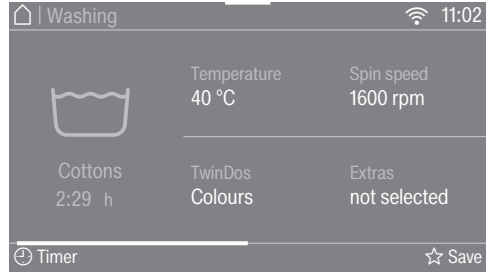 | Washing 11:02
Temperature Spin speed
40 °C 1600 rpm
Cottons TwinDos Extras
2:29 h Colours not selected
Timer Save